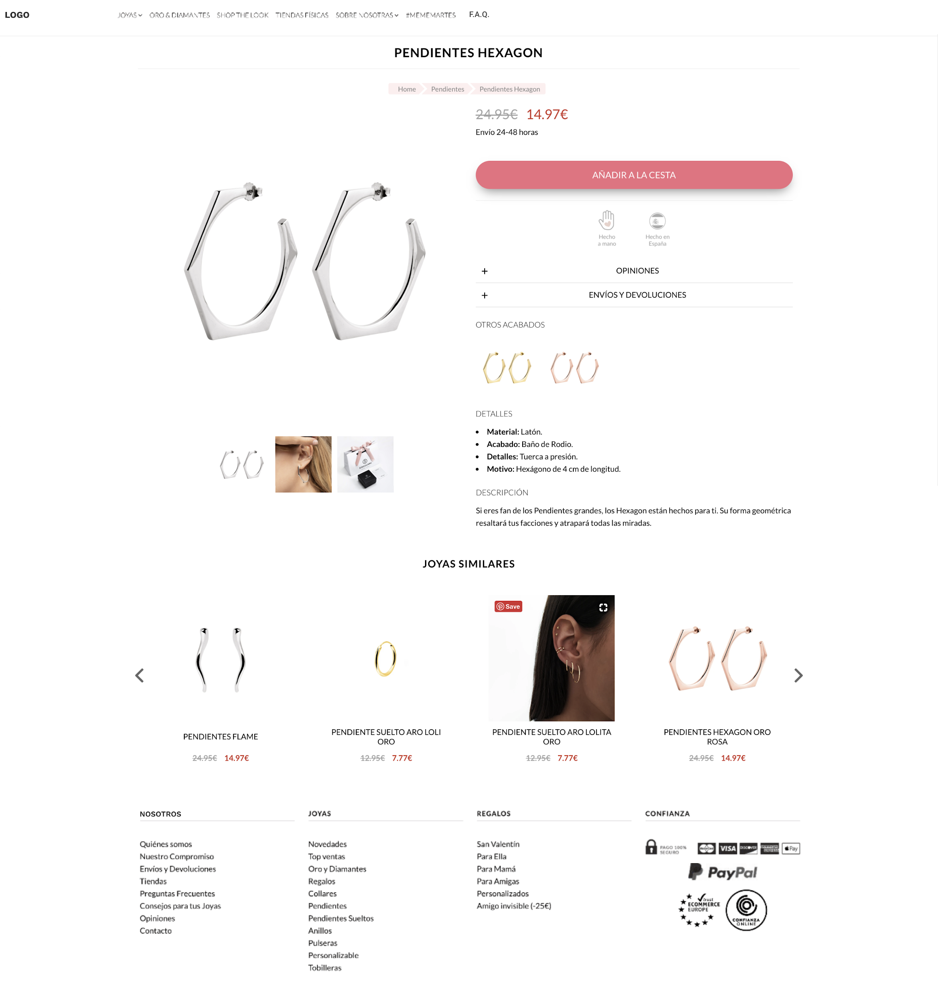 LOGO
JOYAS ORO & DIAMANTES SHOP THE LOOK TIENDAS FÍSICAS SOBRE NOSOTRAS #MEMEMARTES F.A.Q.
PENDIENTES HEXAGON
Home Pendientes Pendientes Hexagon
24.95€ 14.97€
Envío 24-48 horas
AÑADIR A LA CESTA
Hecho
a mano
Hecho en
España
+ OPINIONES
+ ENVÍOS Y DEVOLUCIONES
OTROS ACABADOS
DETALLES
• Material: Latón.
• Acabado: Baño de Rodio.
• Detalles: Tuerca a presión.
• Motivo: Hexágono de 4 cm de longitud.
SINGULARU
DESCRIPCIÓN
Si eres fan de los Pendientes grandes, los Hexagon están hechos para ti. Su forma geométrica
resaltará tus facciones y atrapará todas las miradas.
JOYAS SIMILARES
Save
PENDIENTES FLAME
24.95€ 14.97€
PENDIENTE SUELTO ARO LOLI
ORO
12.95€ 7.77€
PENDIENTE SUELTO ARO LOLITA
ORO
12.95€ 7.77€
PENDIENTES HEXAGON ORO
ROSA
24.95€ 14.97€
NOSOTROS
Quiénes somos
Nuestro Compromiso
Envíos y Devoluciones
Tiendas
Preguntas Frecuentes
Consejos para tus Joyas
Opiniones
Contacto
JOYAS
Novedades
Top ventas
Oro y Diamantes
Regalos
Collares
Pendientes
Pendientes Sueltos
Anillos
Pulseras
Personalizable
Tobilleras
REGALOS
San Valentín
Para Ella
Para Mamá
Para Amigas
Personalizados
Amigo invisible (-25€)
CONFIANZA
PAGO 100%
SEGURO
MasterCard VISA DISCOVER AMERICAN EXPRESS Pay
PayPal
trust
ECOMMERCE
EUROPE
CONFIANZA
ONLINE